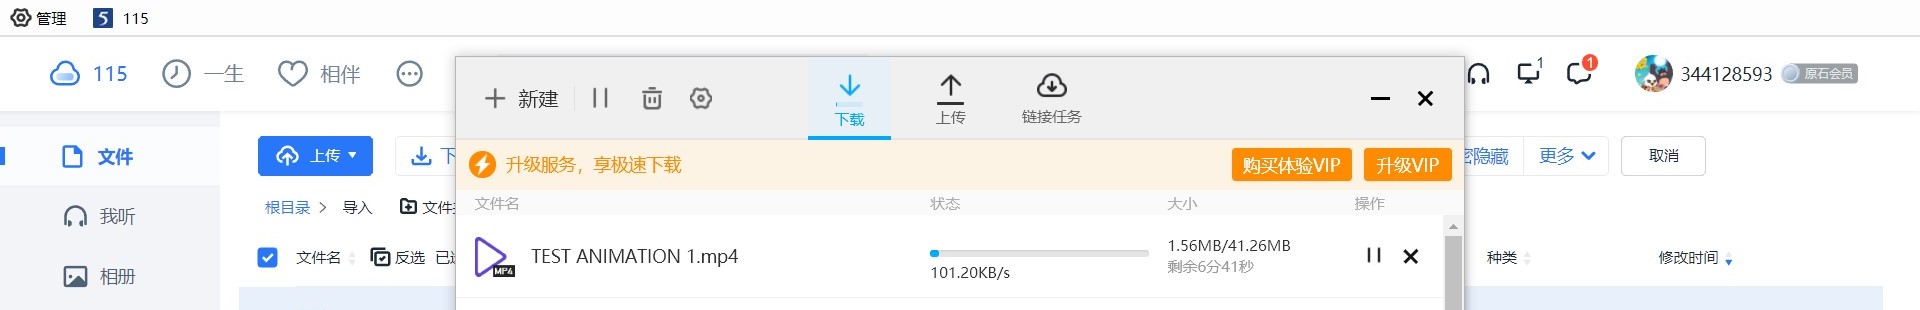 管理 115
115 一生 相伴
新建 下载 上传 链接任务
1
1
344128593 原石会员
文件
上传
升级服务，享极速下载 购买体验VIP 升级VIP
隐藏 更多 取消
根目录 > 导入 文件
文件名 状态 大小 操作
我听
TEST ANIMATION 1.mp4 1.56MB/41.26MB
MP4 101.20KB/s 剩余6分41秒
文件名 反选 种类 修改时间
相册